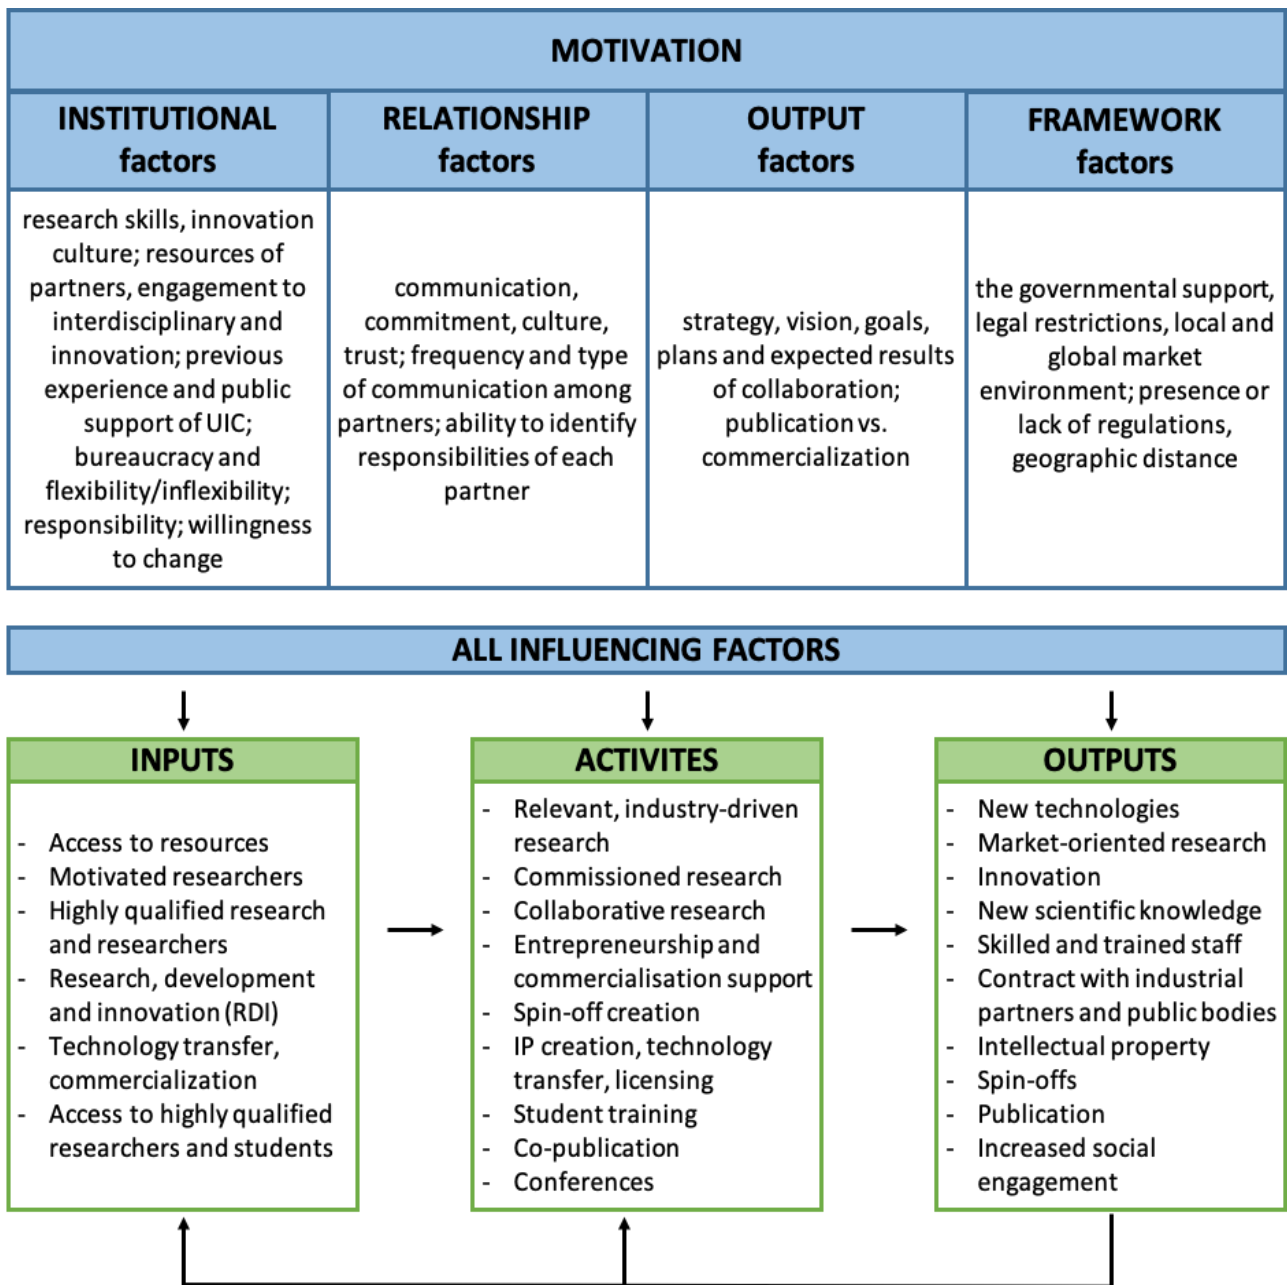 MOTIVATION
INSTITUTIONAL
factors
research skills, innovation
culture; resources of
partners, engagement to
interdisciplinary and
innovation; previous
experience and public
support of UIC;
bureaucracy and
flexibility/inflexibility;
responsibility; willingness
to change
RELATIONSHIP
factors
communication,
commitment, culture,
trust; frequency and type
of communication among
partners; ability to identify
responsibilities of each
partner
OUTPUT
factors
strategy, vision, goals,
plans and expected results
of collaboration;
publication vs.
commercialization
FRAMEWORK
factors
the governmental support,
legal restrictions, local and
global market
environment; presence or
lack of regulations,
geographic distance
ALL INFLUENCING FACTORS
INPUTS
- Access to resources
- Motivated researchers
- Highly qualified research
and researchers
- Research, development
and innovation (RDI)
- Technology transfer,
commercialization
- Access to highly qualified
researchers and students
ACTIVITES
- Relevant, industry-driven
research
- Commissioned research
- Collaborative research
- Entrepreneurship and
commercialisation support
- Spin-off creation
- IP creation, technology
transfer, licensing
- Student training
- Co-publication
- Conferences
OUTPUTS
- New technologies
- Market-oriented research
- Innovation
- New scientific knowledge
- Skilled and trained staff
- Contract with industrial
partners and public bodies
- Intellectual property
- Spin-offs
- Publication
- Increased social
engagement